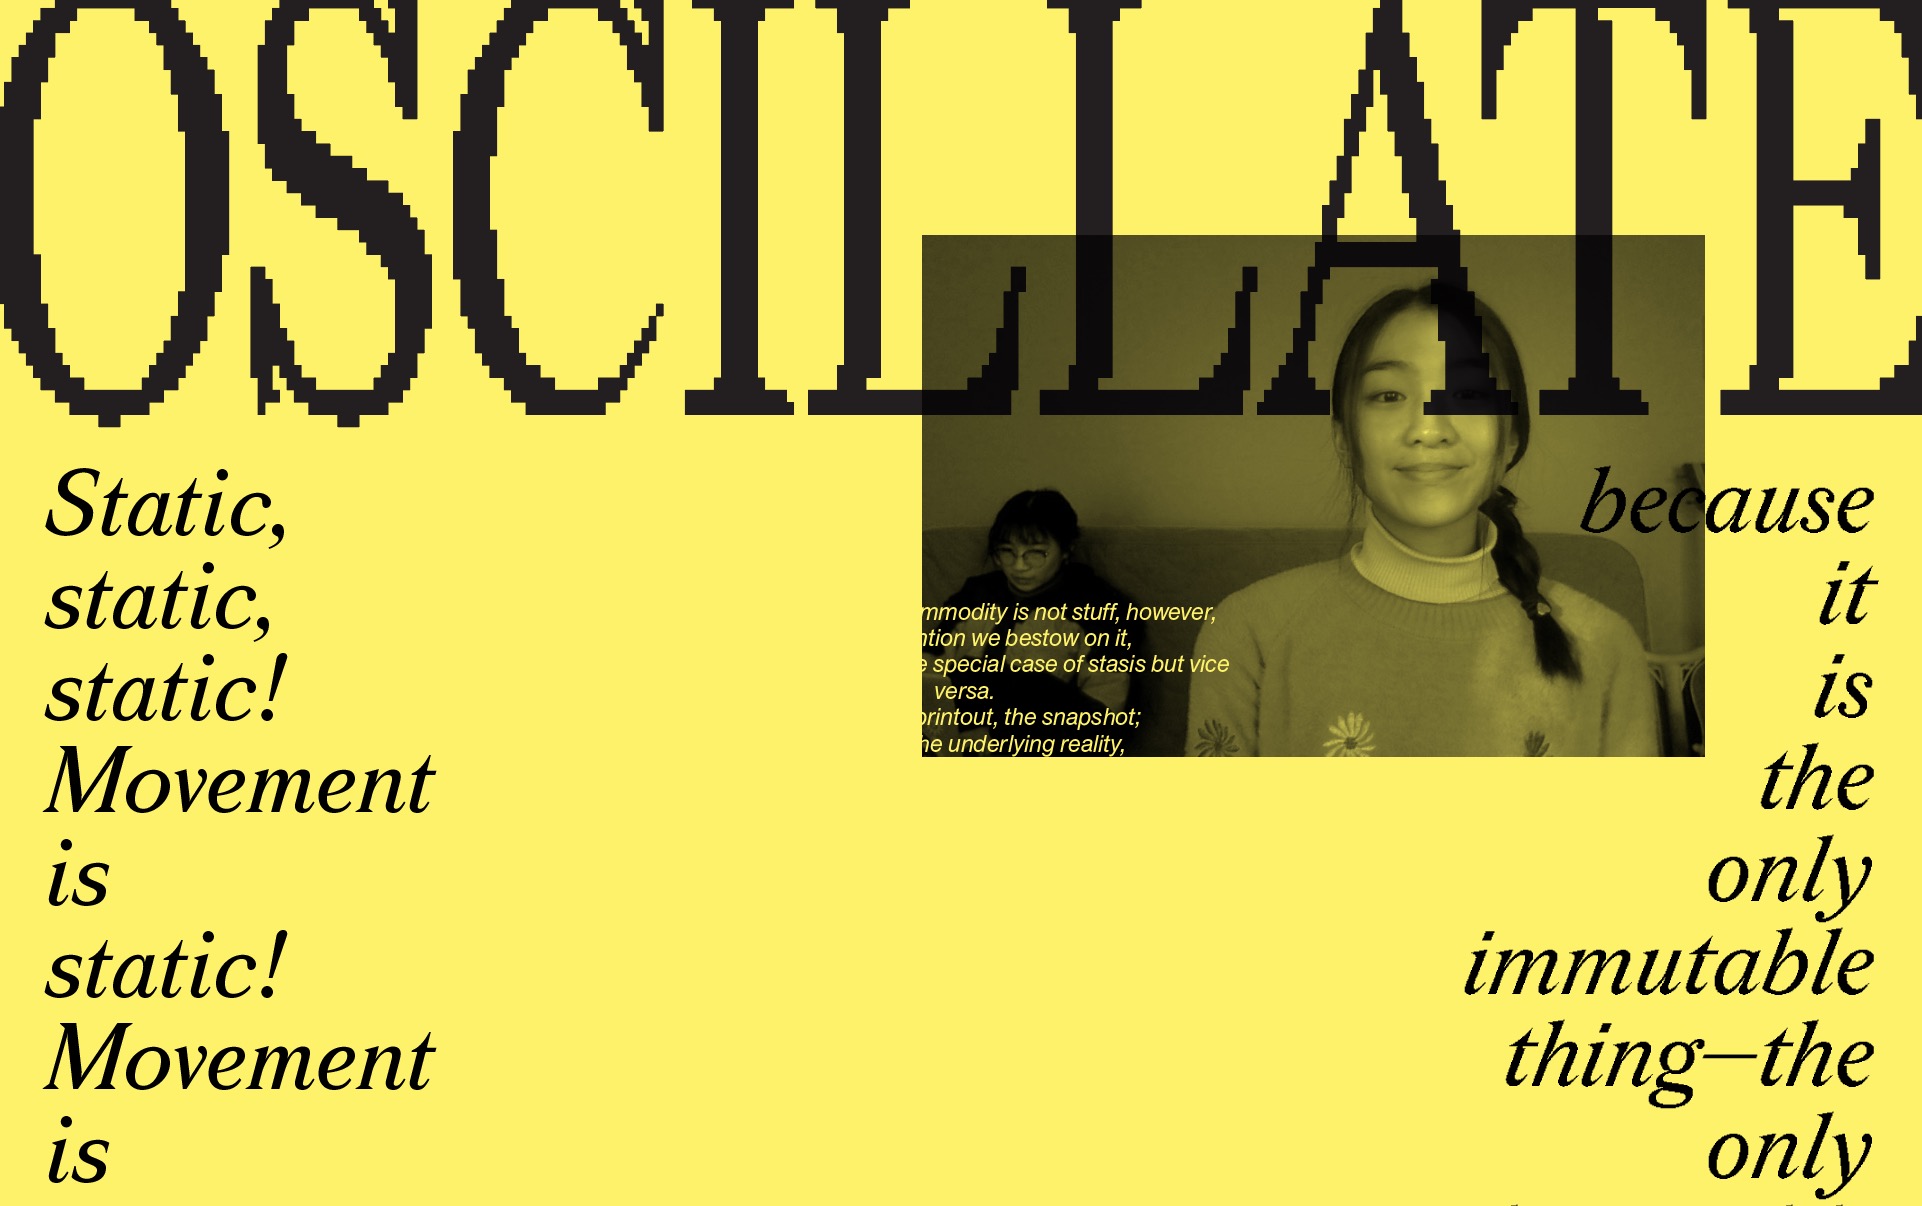 OSCILLATE
Static,
static,
static!
Movement
is
static!
Movement
is
mmodity is not stuff, however,
ntion we bestow on it,
e special case of stasis but vice
versa.
printout, the snapshot;
he underlying reality,
because
it
is
the
only
immutable
thing—the
only